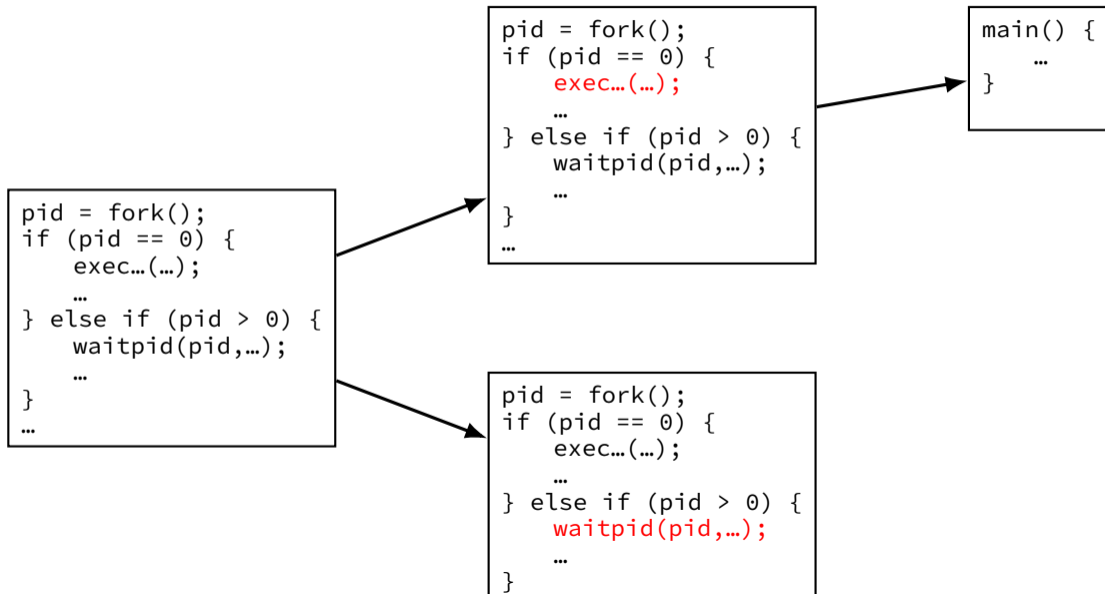 pid = fork();
if (pid == 0) {
    exec…(…);
    …
} else if (pid > 0) {
    waitpid(pid,…);
    …
}
…
pid = fork();
if (pid == 0) {
    exec…(…);
    …
} else if (pid > 0) {
    waitpid(pid,…);
    …
}
…
main() {
    …
}
pid = fork();
if (pid == 0) {
    exec…(…);
    …
} else if (pid > 0) {
    waitpid(pid,…);
    …
}